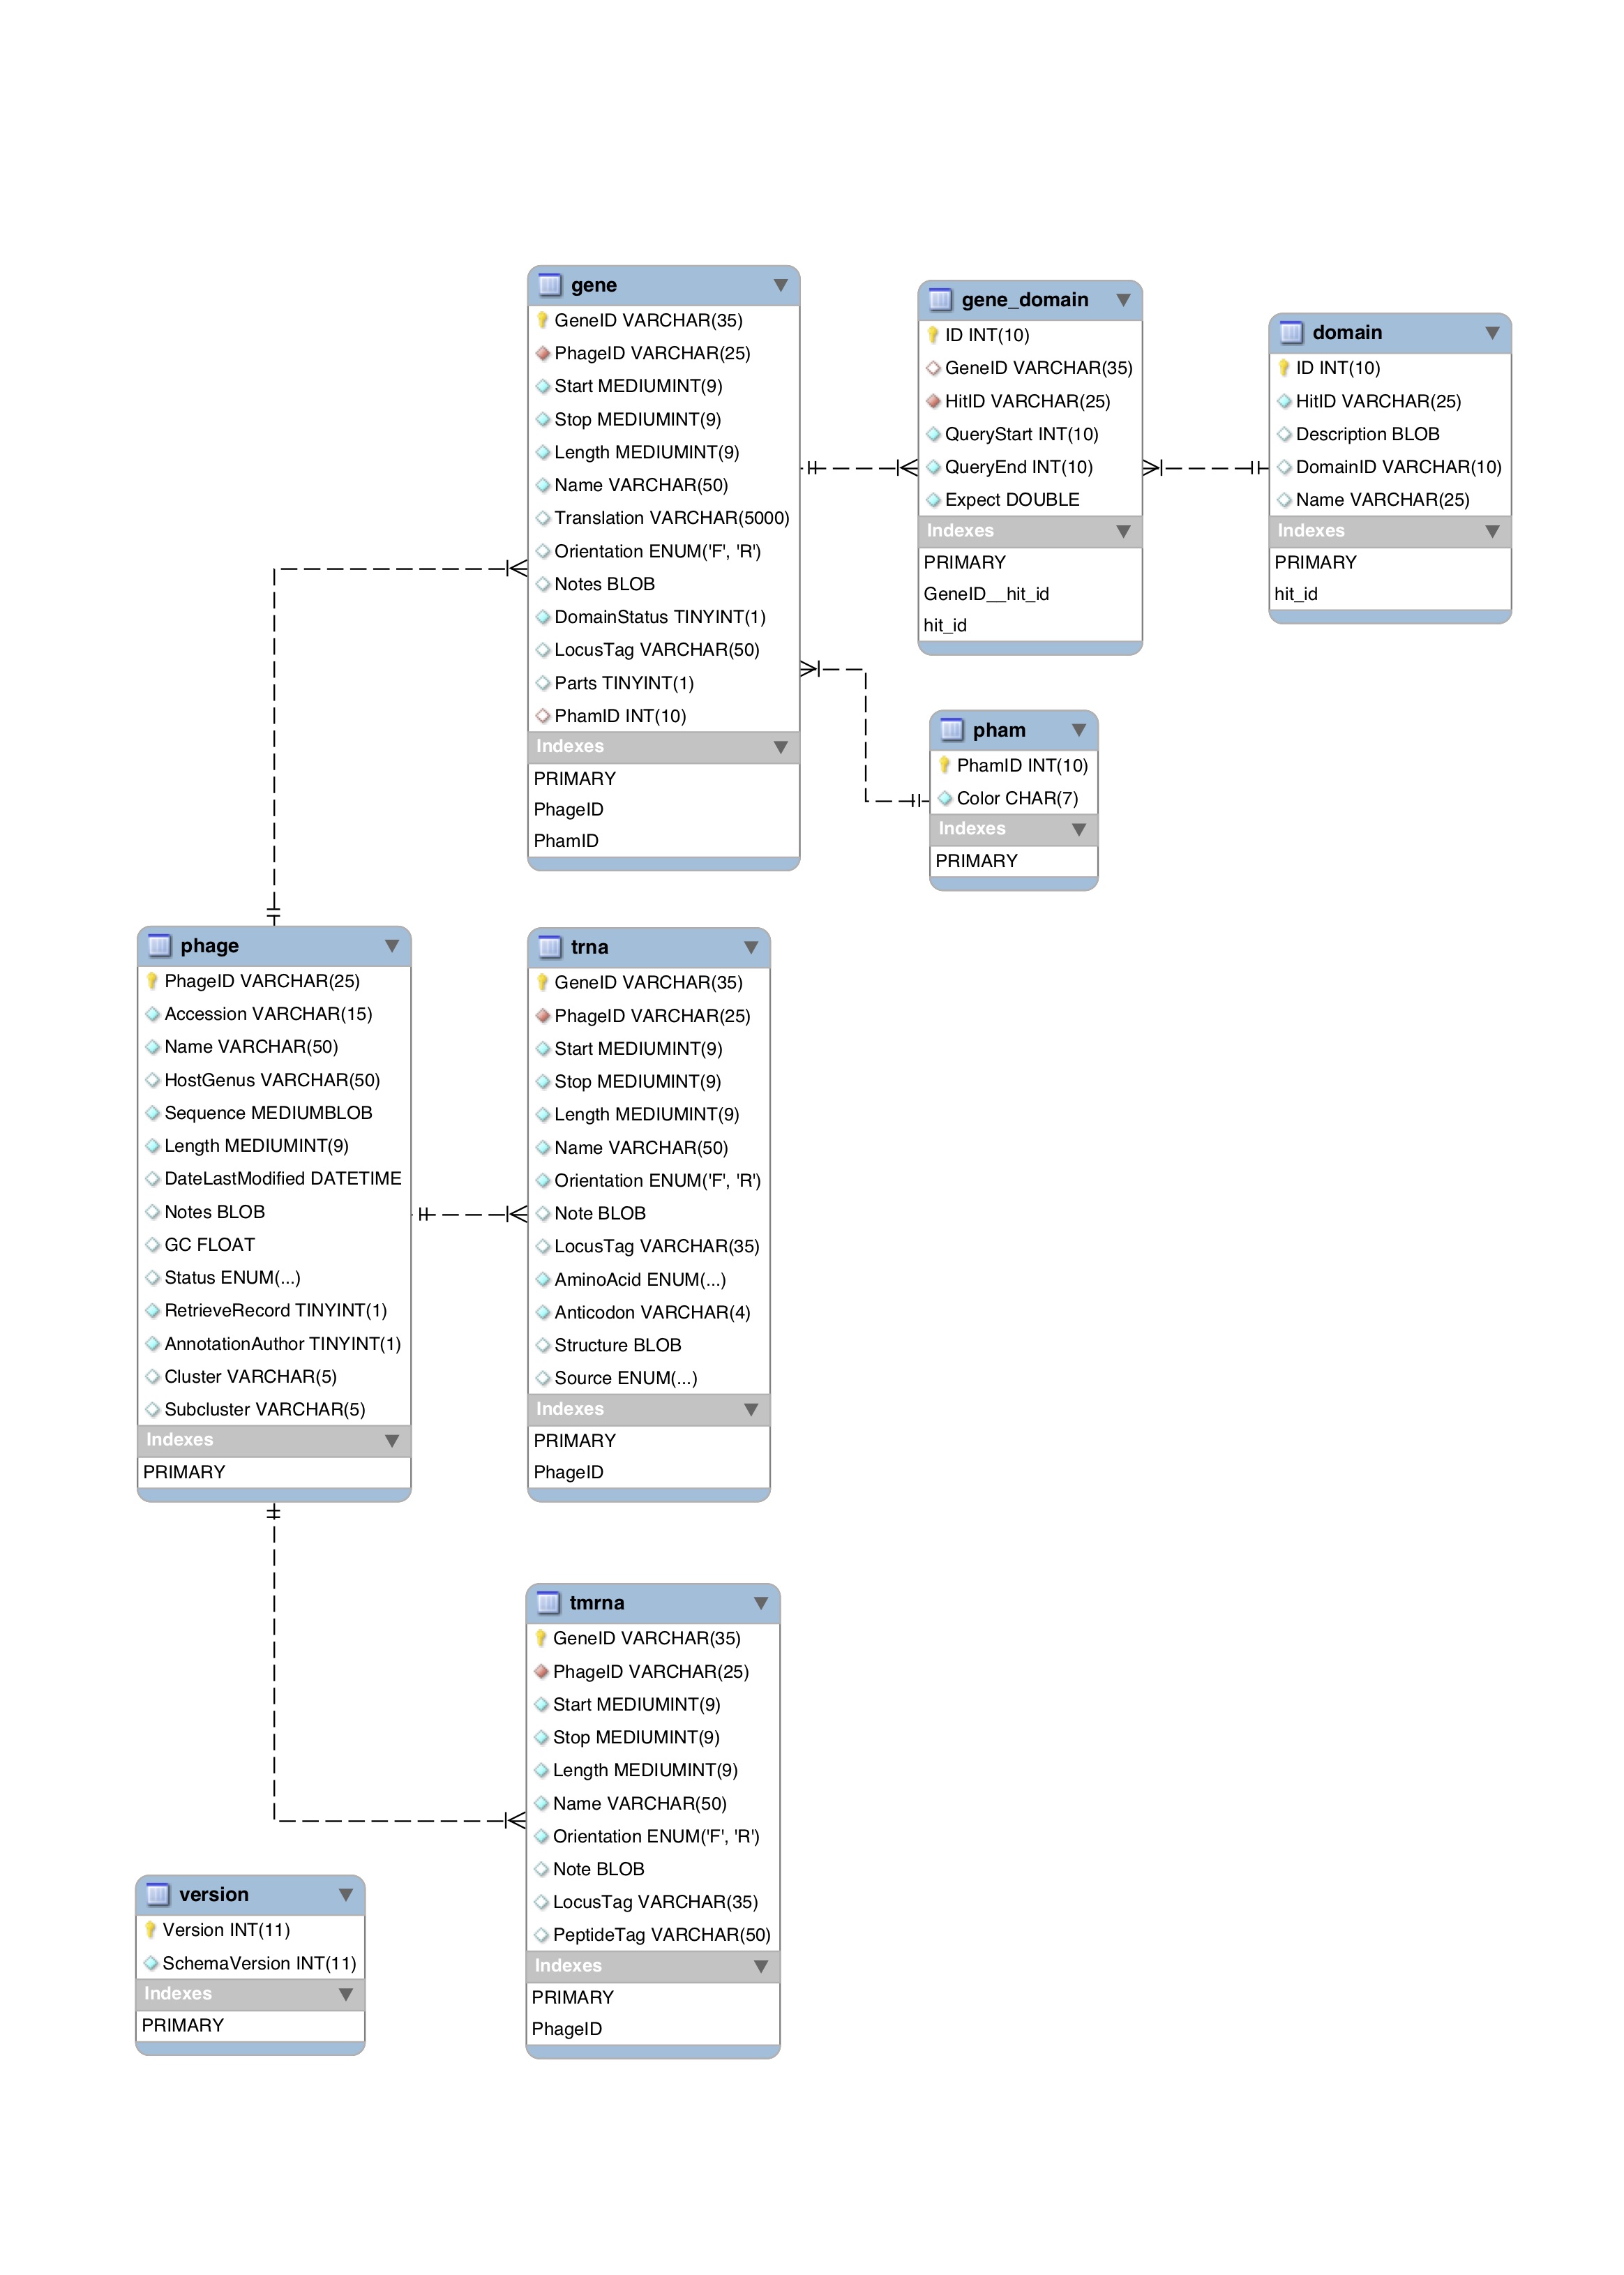 gene
GeneID VARCHAR(35)
PhageID VARCHAR(25)
Start MEDIUMINT(9)
Stop MEDIUMINT(9)
Length MEDIUMINT(9)
Name VARCHAR(50)
Translation VARCHAR(5000)
Orientation ENUM('F', 'R')
Notes BLOB
DomainStatus TINYINT(1)
LocusTag VARCHAR(50)
Parts TINYINT(1)
PhamID INT(10)
Indexes
PRIMARY
PhageID
PhamID
gene_domain
ID INT(10)
GeneID VARCHAR(35)
HitID VARCHAR(25)
QueryStart INT(10)
QueryEnd INT(10)
Expect DOUBLE
Indexes
PRIMARY
GeneID__hit_id
hit_id
domain
ID INT(10)
HitID VARCHAR(25)
Description BLOB
DomainID VARCHAR(10)
Name VARCHAR(25)
Indexes
PRIMARY
hit_id
pham
PhamID INT(10)
Color CHAR(7)
Indexes
PRIMARY
phage
PhageID VARCHAR(25)
Accession VARCHAR(15)
Name VARCHAR(50)
HostGenus VARCHAR(50)
Sequence MEDIUMBLOB
Length MEDIUMINT(9)
DateLastModified DATETIME
Notes BLOB
GC FLOAT
Status ENUM(...)
RetrieveRecord TINYINT(1)
AnnotationAuthor TINYINT(1)
Cluster VARCHAR(5)
Subcluster VARCHAR(5)
Indexes
PRIMARY
trna
GeneID VARCHAR(35)
PhageID VARCHAR(25)
Start MEDIUMINT(9)
Stop MEDIUMINT(9)
Length MEDIUMINT(9)
Name VARCHAR(50)
Orientation ENUM('F', 'R')
Note BLOB
LocusTag VARCHAR(35)
AminoAcid ENUM(...)
Anticodon VARCHAR(4)
Structure BLOB
Source ENUM(...)
Indexes
PRIMARY
PhageID
tmrna
GeneID VARCHAR(35)
PhageID VARCHAR(25)
Start MEDIUMINT(9)
Stop MEDIUMINT(9)
Length MEDIUMINT(9)
Name VARCHAR(50)
Orientation ENUM('F', 'R')
Note BLOB
LocusTag VARCHAR(35)
PeptideTag VARCHAR(50)
Indexes
PRIMARY
PhageID
version
Version INT(11)
SchemaVersion INT(11)
Indexes
PRIMARY